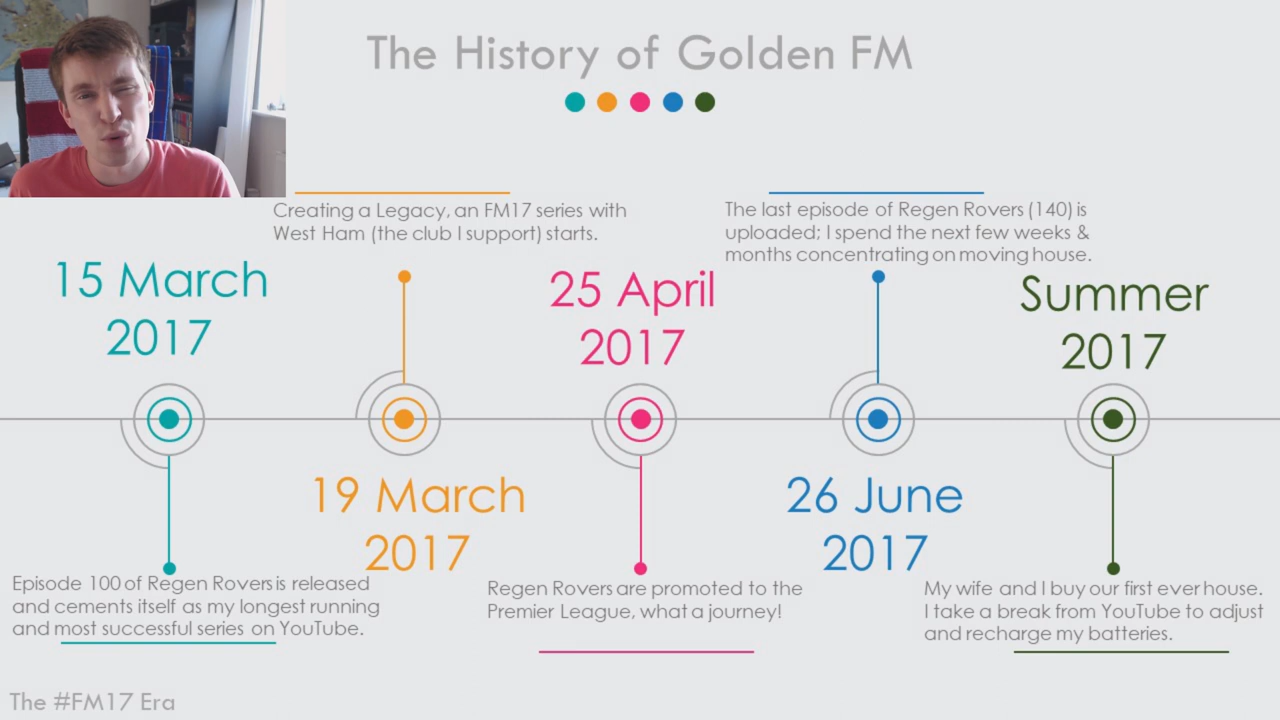 The History of Golden FM
Creating a Legacy, an FM17 series with
West Ham (the club I support) starts.
The last episode of Regen Rovers (140) is
uploaded; I spend the next few weeks &
months concentrating on moving house.
15 March
2017
25 April
2017
Summer
2017
19 March
2017
26 June
2017
Episode 100 of Regen Rovers is released
and cements itself as my longest running
and most successful series on YouTube.
Regen Rovers are promoted to the
Premier League, what a journey!
My wife and I buy our first ever house.
I take a break from YouTube to adjust
and recharge my batteries.
The #FM17 Era